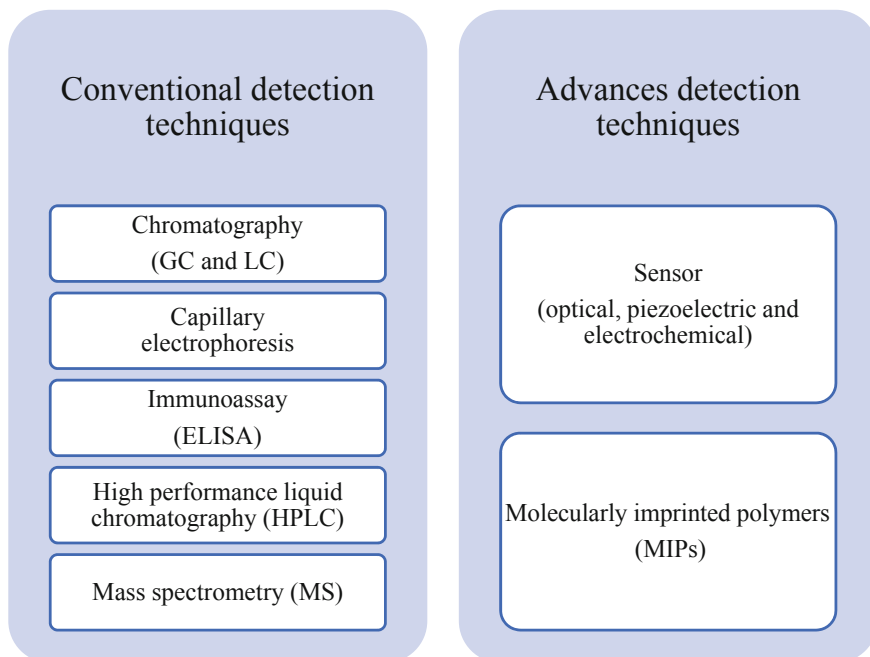 Conventional detection
techniques
Chromatography
(GC and LC)
Capillary
electrophoresis
Immunoassay
(ELISA)
High performance liquid
chromatography (HPLC)
Mass spectrometry (MS)
Advances detection
techniques
Sensor
(optical, piezoelectric and
electrochemical)
Molecularly imprinted polymers
(MIPs)